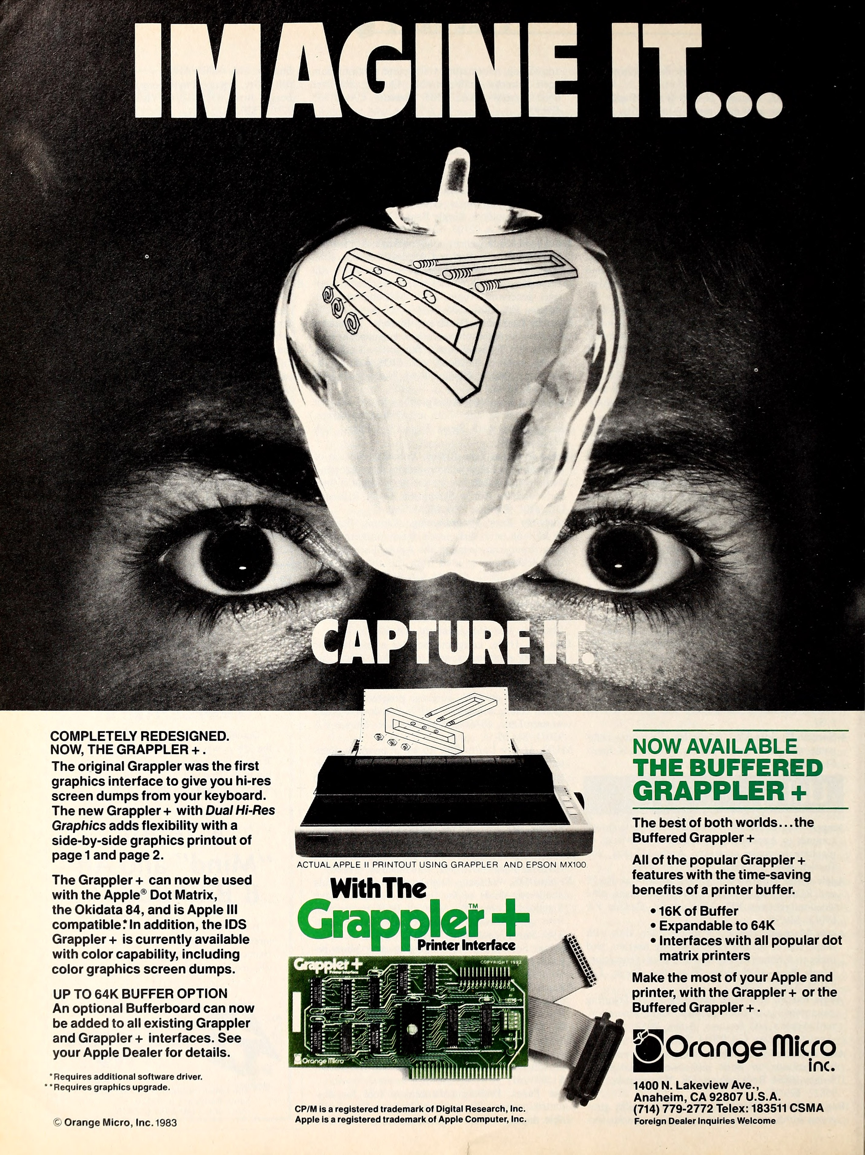 IMAGINE IT...
CAPTURE IT.
COMPLETELY REDESIGNED.
NOW, THE GRAPPLER +.
The original Grappler was the first
graphics interface to give you hi-res
screen dumps from your keyboard.
The new Grappler + with Dual Hi-Res
Graphics adds flexibility with a
side-by-side graphics printout of
page 1 and page 2.
The Grappler + can now be used
with the Apple® Dot Matrix,
the Okidata 84, and is Apple III
compatible.* In addition, the IDS
Grappler + is currently available
with color capability, including
color graphics screen dumps.
UP TO 64K BUFFER OPTION
An optional Bufferboard can now
be added to all existing Grappler
and Grappler + interfaces. See
your Apple Dealer for details.
*Requires additional software driver.
**Requires graphics upgrade.
© Orange Micro, Inc. 1983
ACTUAL APPLE II PRINTOUT USING GRAPPLER AND EPSON MX100
With The
Grappler™ +
Printer Interface
Grappler +
Printer Interface
COPYRIGHT 1982
Orange Micro
CP/M is a registered trademark of Digital Research, Inc.
Apple is a registered trademark of Apple Computer, Inc.
NOW AVAILABLE
THE BUFFERED
GRAPPLER +
The best of both worlds...the
Buffered Grappler +
All of the popular Grappler +
features with the time-saving
benefits of a printer buffer.
• 16K of Buffer
• Expandable to 64K
• Interfaces with all popular dot
matrix printers
Make the most of your Apple and
printer, with the Grappler + or the
Buffered Grappler +.
Orange Micro
inc.
1400 N. Lakeview Ave.,
Anaheim, CA 92807 U.S.A.
(714) 779-2772 Telex: 183511 CSMA
Foreign Dealer Inquiries Welcome